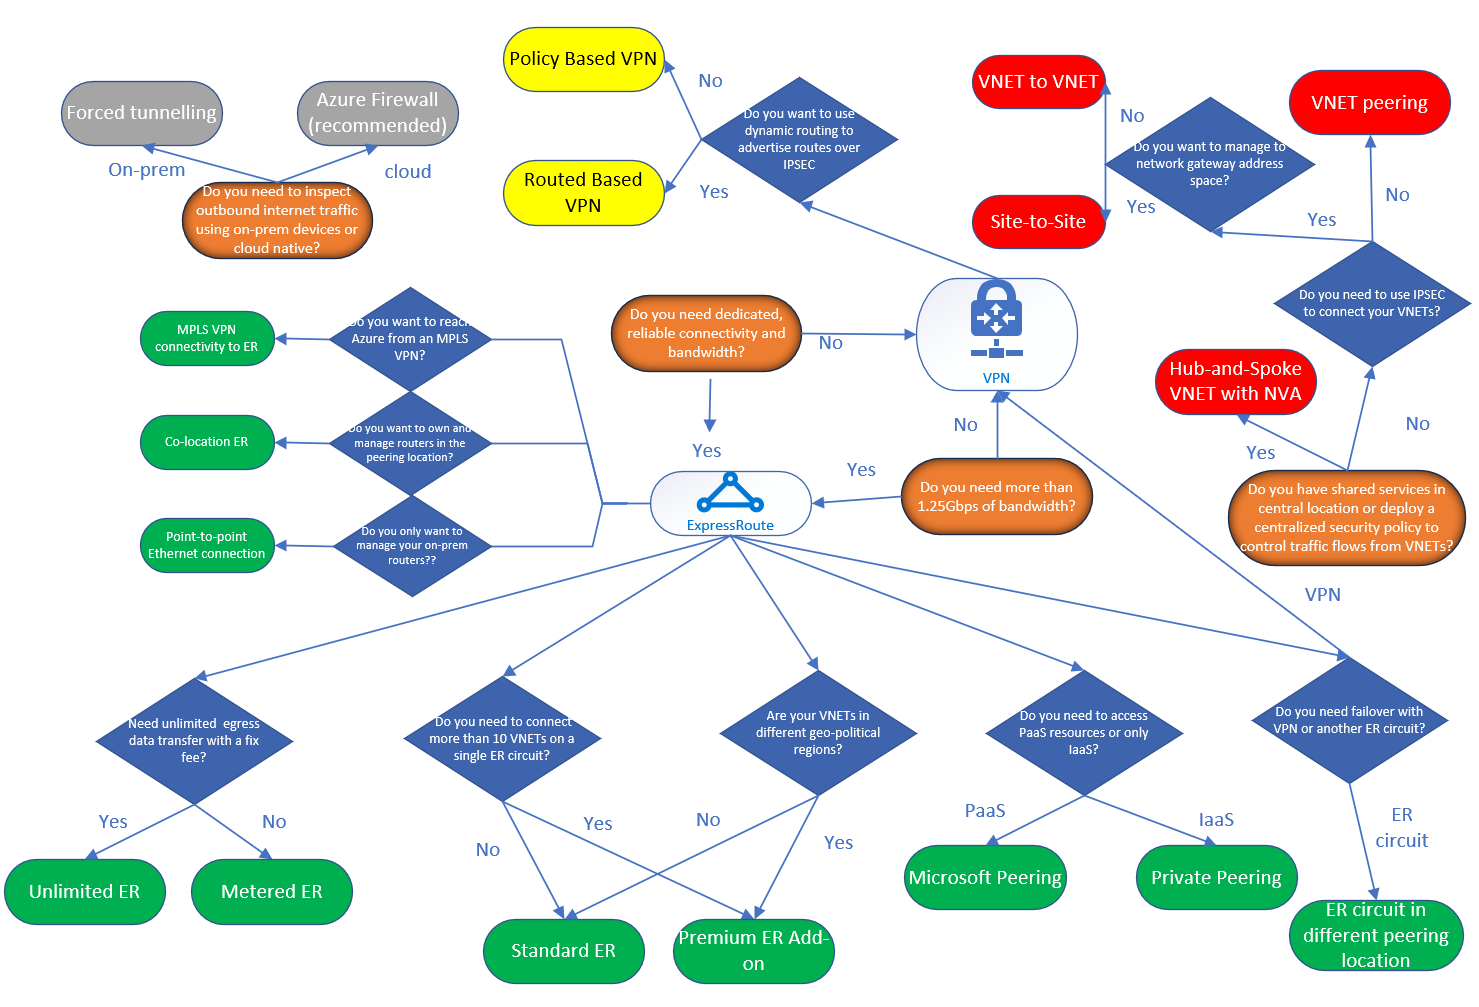 Policy Based VPN
No
Do you want to use
dynamic routing to
advertise routes over
IPSEC
Routed Based
VPN
Yes
VNET to VNET
No
Do you want to manage to
network gateway address
space?
Yes
Site-to-Site
VNET peering
No
Yes
Do you need to use IPSEC
to connect your VNETs?
Forced tunnelling
Azure Firewall
(recommended)
On-prem
cloud
Do you need to inspect
outbound internet traffic
using on-prem devices or
cloud native?
MPLS VPN
connectivity to ER
Do you want to reach
Azure from an MPLS
VPN?
Co-location ER
Do you want to own and
manage routers in the
peering location?
Point-to-point
Ethernet connection
Do you only want to
manage your on-prem
routers??
Do you need dedicated,
reliable connectivity and
bandwidth?
No
Yes
VPN
No
Yes
Do you need more than
1.25Gbps of bandwidth?
ExpressRoute
Hub-and-Spoke
VNET with NVA
Yes
No
Do you have shared services in
central location or deploy a
centralized security policy to
control traffic flows from VNETs?
VPN
Need unlimited  egress
data transfer with a fix
fee?
Yes
No
Unlimited ER
Metered ER
Do you need to connect
more than 10 VNETs on a
single ER circuit?
No
Yes
Are your VNETs in
different geo-political
regions?
No
Yes
Standard ER
Premium ER Add-
on
Do you need to access
PaaS resources or only
IaaS?
PaaS
IaaS
Microsoft Peering
Private Peering
Do you need failover with
VPN or another ER circuit?
ER
circuit
ER circuit in
different peering
location